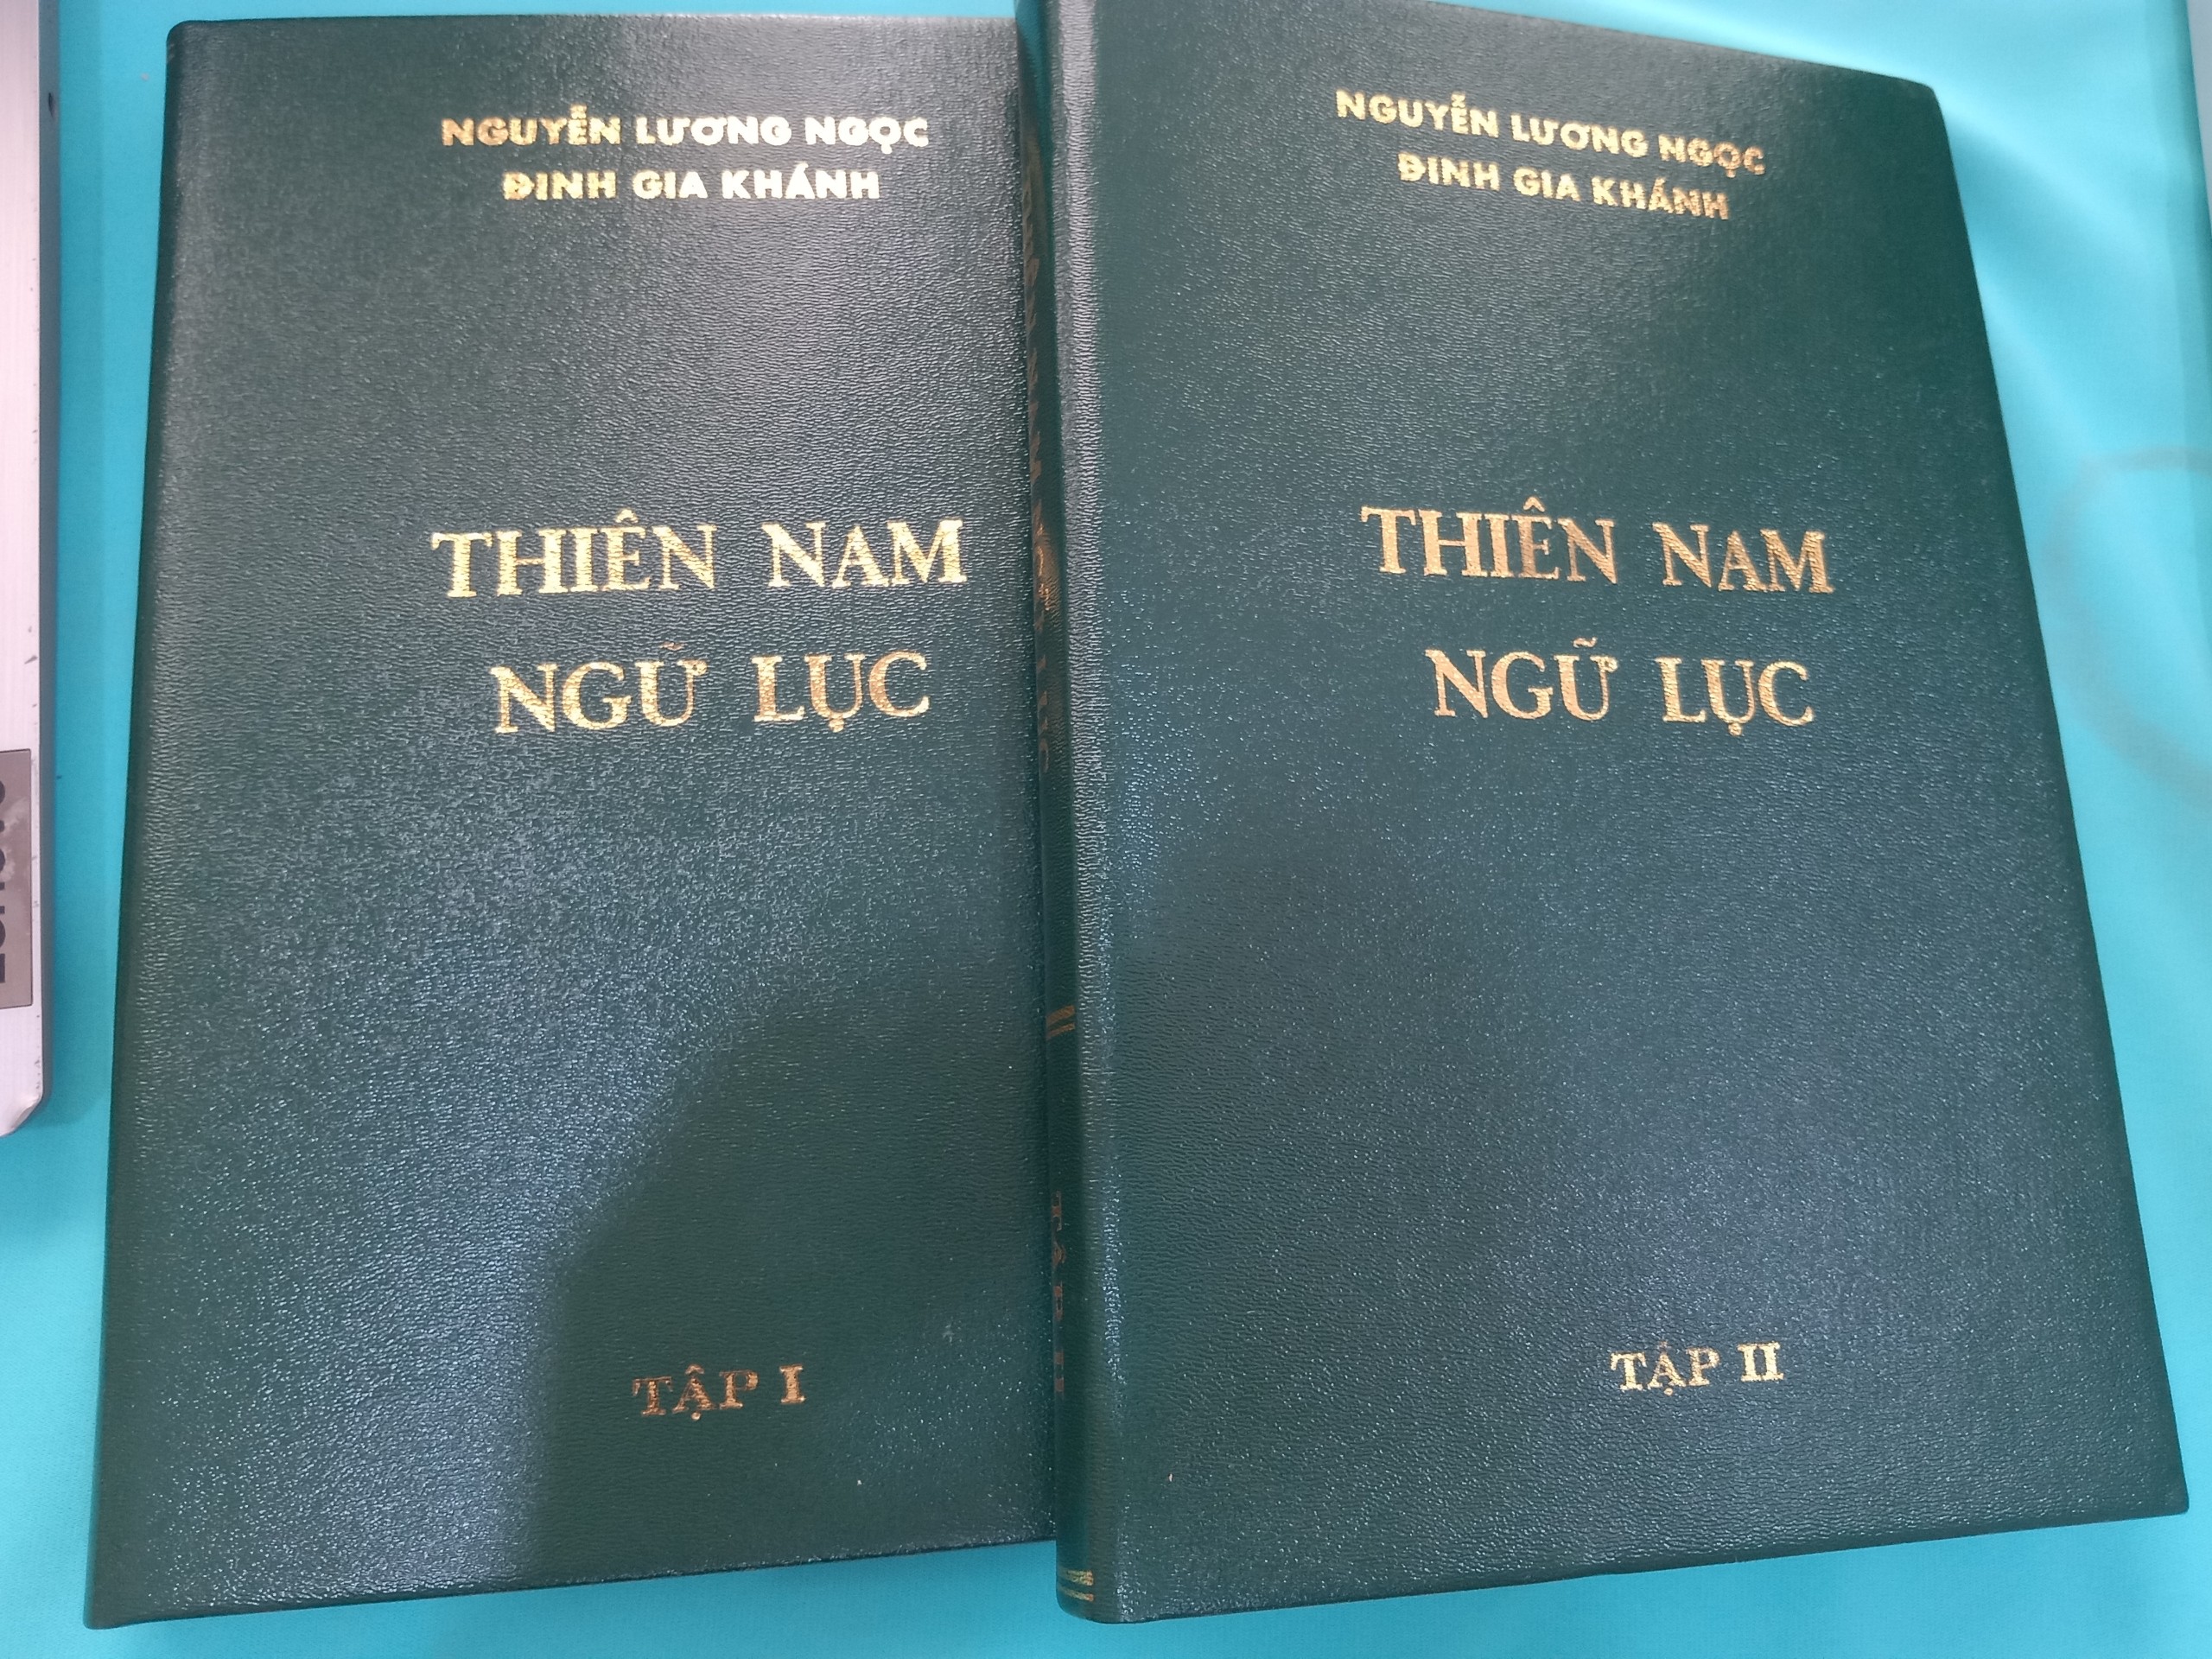 NGUYỄN LƯƠNG NGỌC
ĐINH GIA KHÁNH
THIÊN NAM
NGỮ LỤC
TẬP I
NGUYỄN LƯƠNG NGỌC
ĐINH GIA KHÁNH
THIÊN NAM
NGỮ LỤC
TẬP II